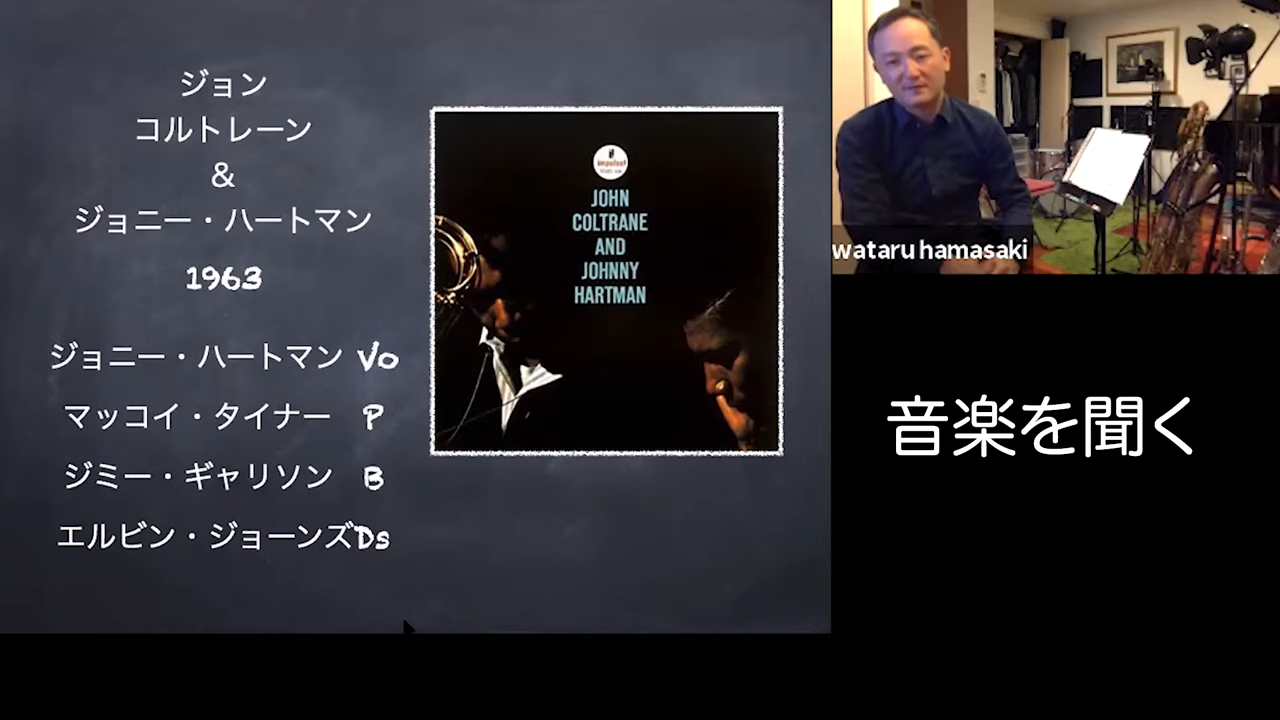 ジョン
コルトレーン
&
ジョニー・ハートマン
1963
ジョニー・ハートマン Vo
マッコイ・タイナー P
ジミー・ギャリソン B
エルビン・ジョーンズDs
impulse!
JOHN
COLTRANE
AND
JOHNNY
HARTMAN
wataru hamasaki
音楽を聞く